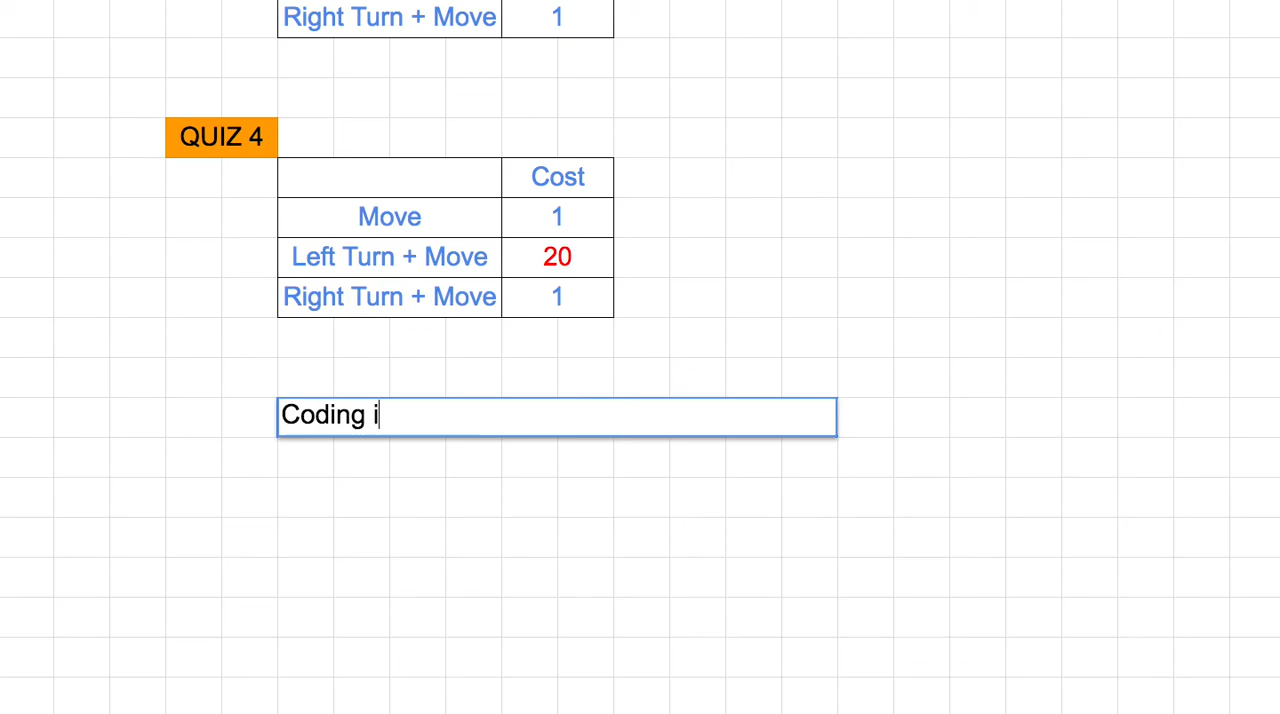 Right Turn + Move 1
QUIZ 4
Cost
Move 1
Left Turn + Move 20
Right Turn + Move 1
Coding i